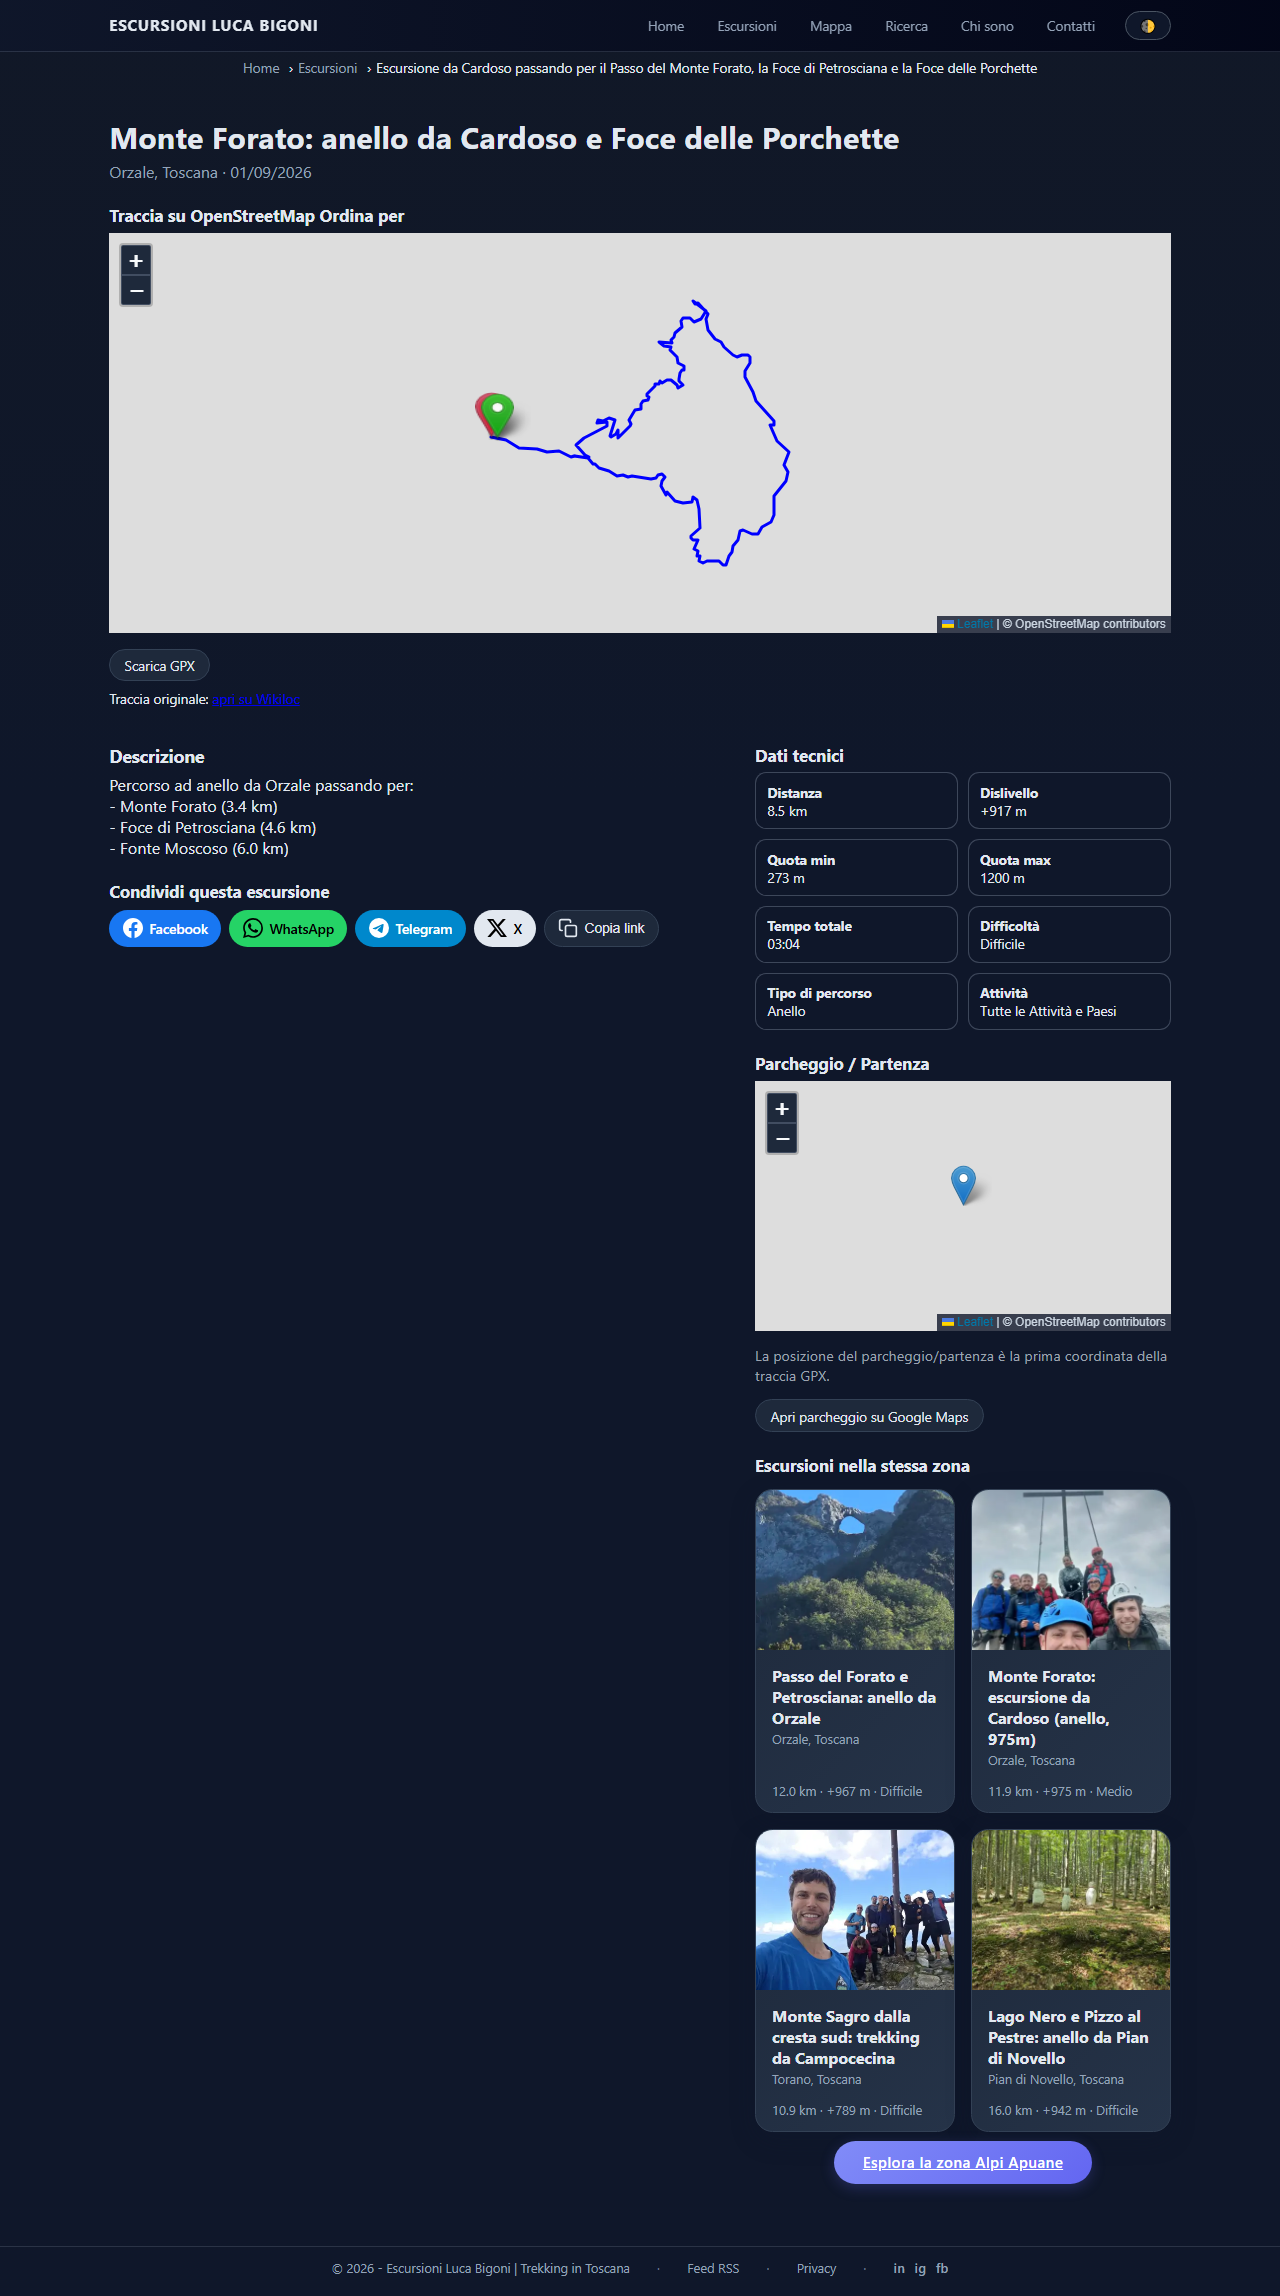 ESCURSIONI LUCA BIGONI
Home Escursioni Mappa Ricerca Chi sono Contatti
Home › Escursioni › Escursione da Cardoso passando per il Passo del Monte Forato, la Foce di Petrosciana e la Foce delle Porchette
Monte Forato: anello da Cardoso e Foce delle Porchette
Orzale, Toscana · 01/09/2026
Traccia su OpenStreetMap Ordina per
+
−
Leaflet | © OpenStreetMap contributors
Scarica GPX
Traccia originale: apri su Wikiloc
Descrizione
Percorso ad anello da Orzale passando per:
- Monte Forato (3.4 km)
- Foce di Petrosciana (4.6 km)
- Fonte Moscoso (6.0 km)
Condividi questa escursione
Facebook WhatsApp Telegram X Copia link
Dati tecnici
Distanza
8.5 km
Dislivello
+917 m
Quota min
273 m
Quota max
1200 m
Tempo totale
03:04
Difficoltà
Difficile
Tipo di percorso
Anello
Attività
Tutte le Attività e Paesi
Parcheggio / Partenza
+
−
Leaflet | © OpenStreetMap contributors
La posizione del parcheggio/partenza è la prima coordinata della
traccia GPX.
Apri parcheggio su Google Maps
Escursioni nella stessa zona
Passo del Forato e
Petrosciana: anello da
Orzale
Orzale, Toscana
12.0 km · +967 m · Difficile
Monte Forato:
escursione da
Cardoso (anello,
975m)
Orzale, Toscana
11.9 km · +975 m · Medio
Monte Sagro dalla
cresta sud: trekking
da Campocecina
Torano, Toscana
10.9 km · +789 m · Difficile
Lago Nero e Pizzo al
Pestre: anello da Pian
di Novello
Pian di Novello, Toscana
16.0 km · +942 m · Difficile
Esplora la zona Alpi Apuane
© 2026 - Escursioni Luca Bigoni | Trekking in Toscana · Feed RSS · Privacy · in ig fb